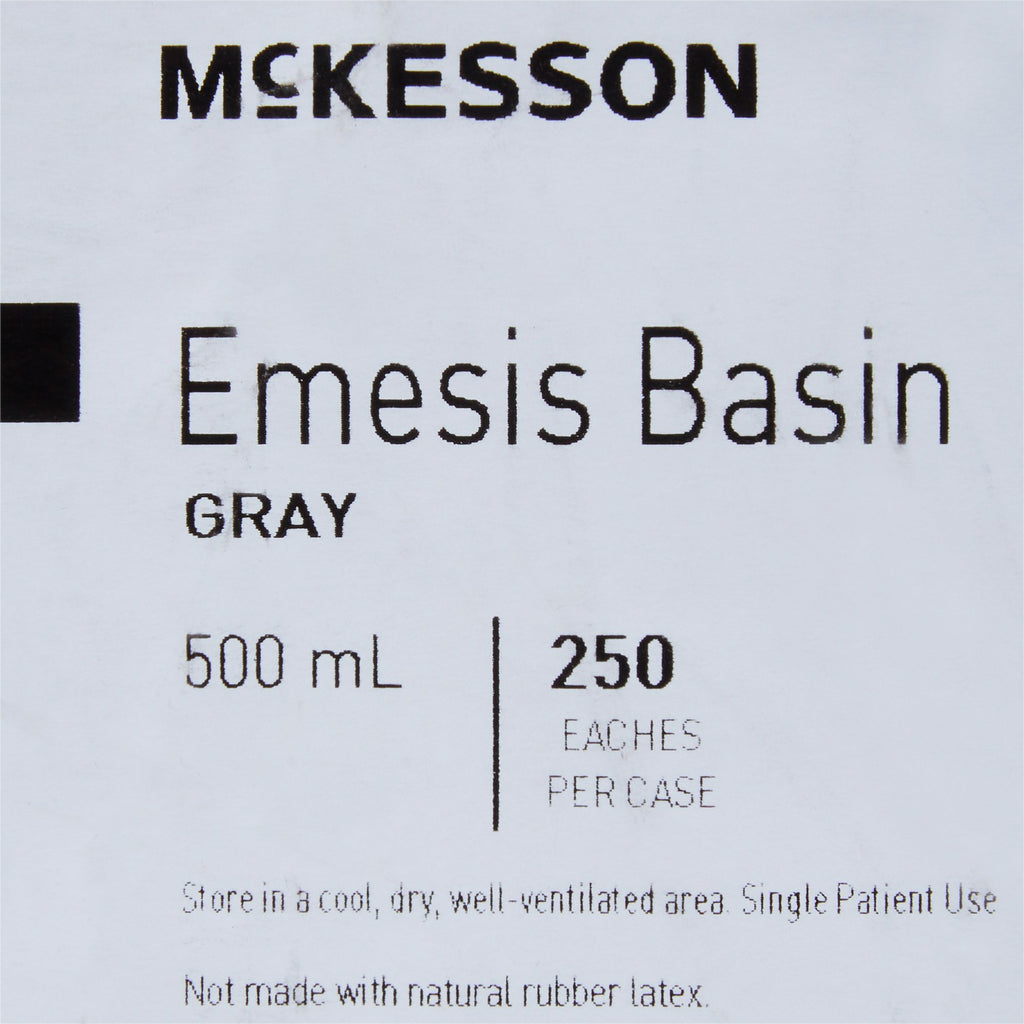 McKESSON
Emesis Basin
GRAY
500 mL
250
EACHES
PER CASE
Store in a cool, dry, well-ventilated area. Single Patient Use
Not made with natural rubber latex.